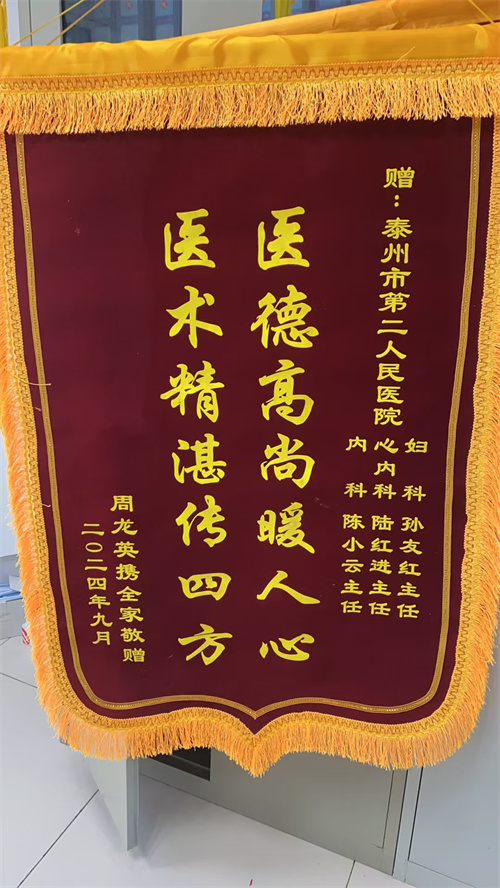 赠：泰州市第二人民医院
妇科 孙友红主任
心内科 陆红进主任
内科 陈小云主任
医德高尚暖人心
医术精湛传四方
周龙英携全家敬赠
二〇二四年九月